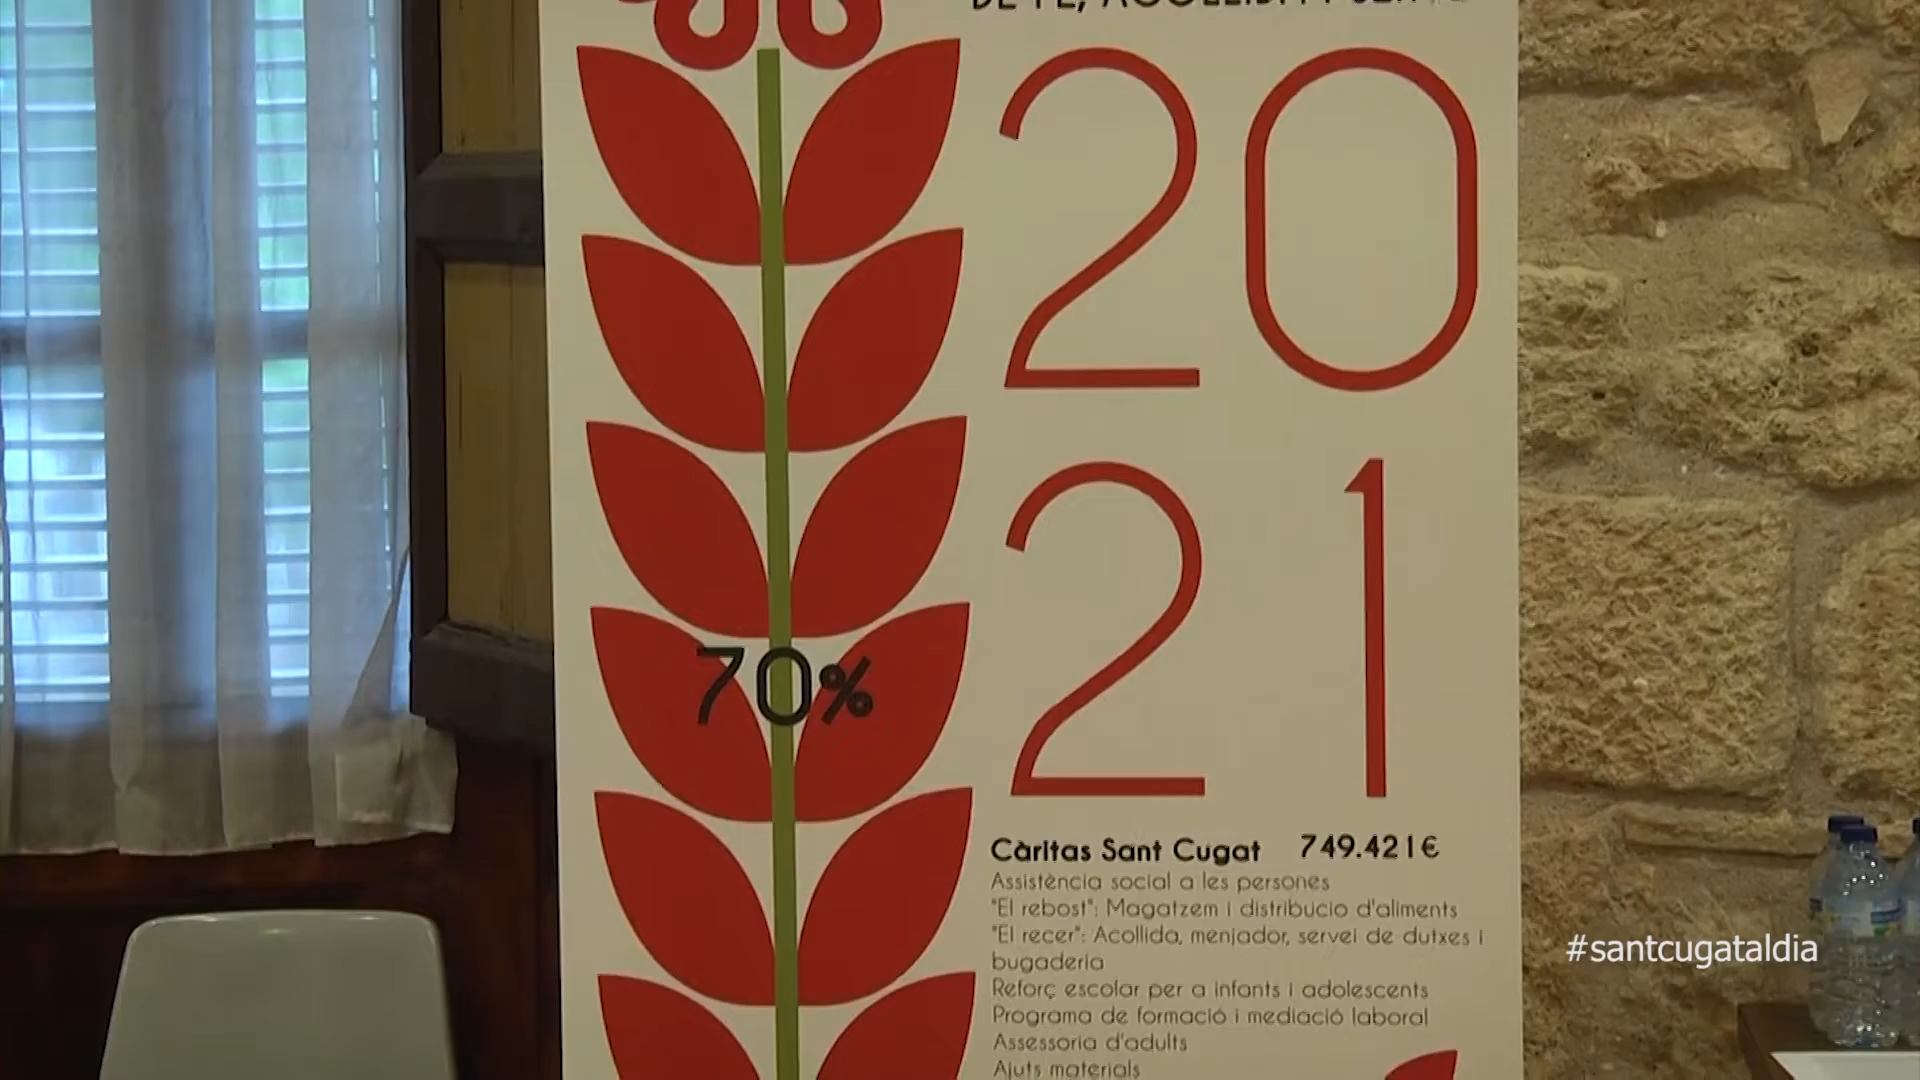 DE FE, ACOLLIDA I
20
21
70%
Càritas Sant Cugat 749.421€
Assistència social a les persones
"El rebost": Magatzem i distribucio d'aliments
"El recer": Acollida, menjador, servei de dutxes i
bugaderia
Reforç escolar per a infants i adolescents
Programa de formació i mediació laboral
Assessoria d'adults
Ajuts materials
#santcugataldia